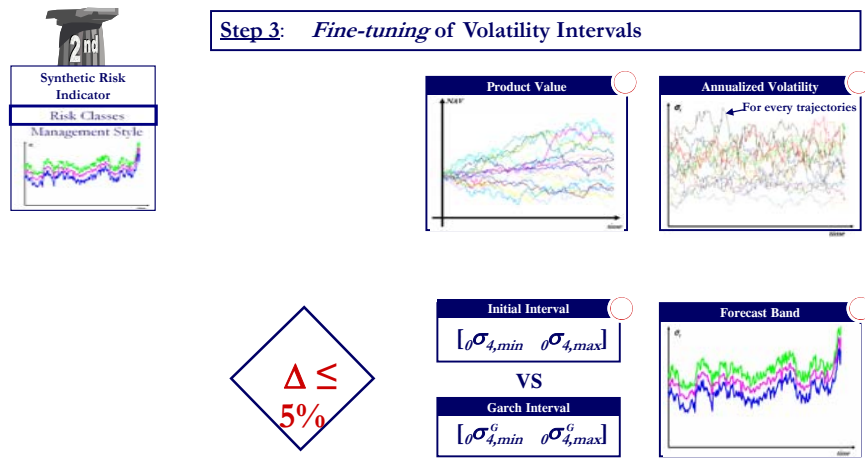 Step 3: Fine-tuning of Volatility Intervals
2nd
Synthetic Risk
Indicator
Risk Classes
Management Style
σ
Product Value
NAV
time
Annualized Volatility
σt
For every trajectories
time
Δ ≤
5%
Initial Interval
[0σ4,min 0σ4,max]
VS
Garch Interval
[0σG4,min 0σG4,max]
Forecast Band
σt
time